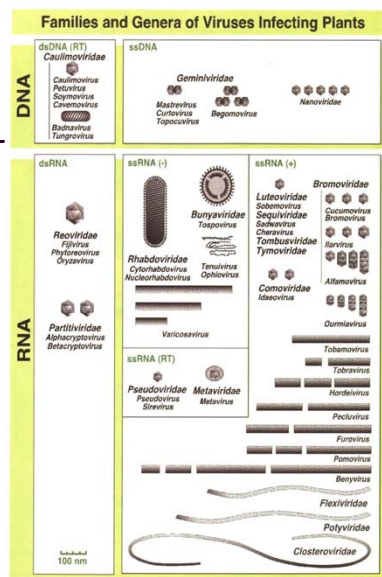 Families and Genera of Viruses Infecting Plants
DNA
dsDNA (RT)
Caulimoviridae
Caulimovirus
Petuvirus
Soymovirus
Cavemovirus
Badnavirus
Tungrovirus
ssDNA
Geminiviridae
Mastrevirus
Curtovirus
Topocuvirus
Begomovirus
Nanoviridae
RNA
dsRNA
Reoviridae
Fijivirus
Phytoreovirus
Oryzavirus
Partitiviridae
Alphacryptovirus
Betacryptovirus
100 nm
ssRNA (-)
Rhabdoviridae
Cytorhabdovirus
Nucleorhabdovirus
Bunyaviridae
Tospovirus
Tenuivirus
Ophiovirus
Varicosavirus
ssRNA (RT)
Pseudoviridae
Pseudovirus
Sirevirus
Metaviridae
Metavirus
ssRNA (+)
Luteoviridae
Sobemovirus
Sequiviridae
Sadwavirus
Cheravirus
Tombusviridae
Tymoviridae
Comoviridae
Idaeovirus
Bromoviridae
Cucumovirus
Bromovirus
Ilarvirus
Alfamovirus
Ourmiavirus
Tobamovirus
Tobravirus
Hordeivirus
Pecluvirus
Furovirus
Pomovirus
Benyvirus
Flexiviridae
Potyviridae
Closteroviridae